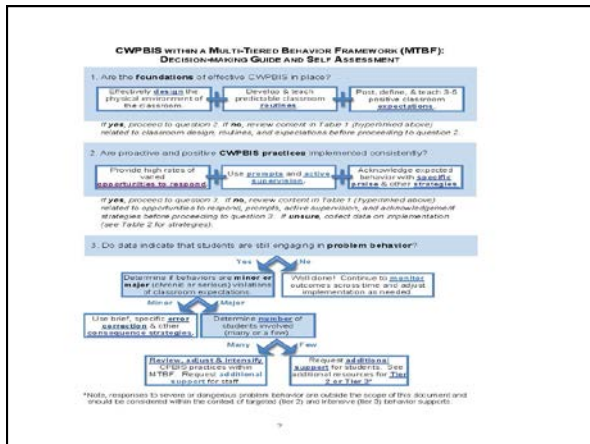 CWPBIS WITHIN A MULTI-TIERED BEHAVIOR FRAMEWORK (MTBF):
DECISION-MAKING GUIDE AND SELF ASSESSMENT
1. Are the foundations of effective CWPBIS in place?
Effectively design the
physical environment of
the classroom
Develop & teach
predictable classroom
routines.
Post, define, & teach 3-5
positive classroom
expectations.
If yes, proceed to question 2. If no, review content in Table 1 (hyperlinked above)
related to classroom design, routines, and expectations before proceeding to question 2.
2. Are proactive and positive CWPBIS practices implemented consistently?
Provide high rates of
varied
opportunities to respond.
Use prompts and active
supervision.
Acknowledge expected
behavior with specific
praise & other strategies.
If yes, proceed to question 3. If no, review content in Table 1 (hyperlinked above)
related to opportunities to respond, prompts, active supervision, and acknowledgement
strategies before proceeding to question 3. If unsure, collect data on implementation
(see Table 2 for strategies).
3. Do data indicate that students are still engaging in problem behavior?
Yes
No
Determine if behaviors are minor or
major (chronic or serious) violations
of classroom expectations.
Well done! Continue to monitor
outcomes across time and adjust
implementation as needed.
Minor
Major
Use brief, specific error
correction & other
consequence strategies.
Determine number of
students involved
(many or a few).
Many
Few
Review, adjust & intensify
CPBIS practices within
MTBF. Request additional
support for staff
Request additional
support for students. See
additional resources for Tier
2 or Tier 3*
*Note, responses to severe or dangerous problem behavior are outside the scope of this document and
should be considered within the context of targeted (tier 2) and intensive (tier 3) behavior supports.